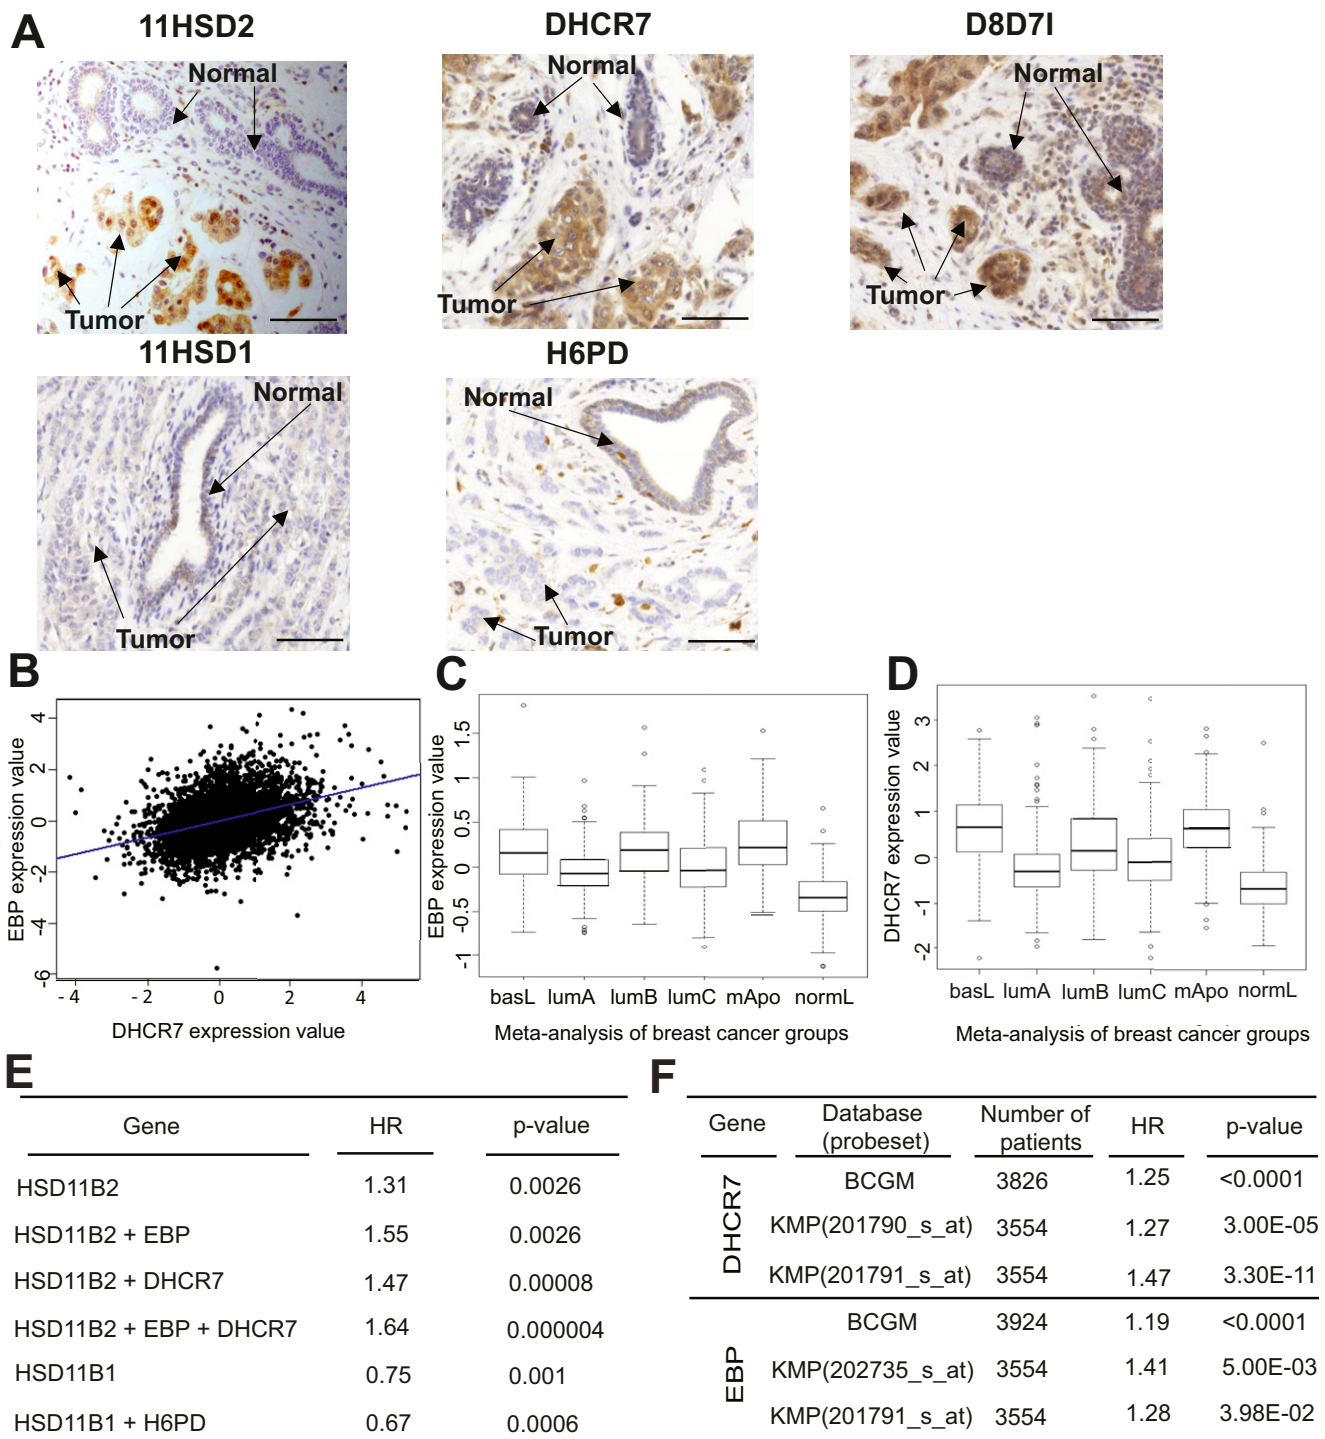 A
11HSD2
DHCR7
D8D7I
Normal
Normal
Normal
Tumor
Tumor
Tumor
11HSD1
H6PD
Normal
Normal
Tumor
Tumor
B
EBP expression value
4
2
0
-2
-4
-6
- 4
- 2
0
2
4
DHCR7 expression value
C
EBP expression value
1.5
1
0.5
0
-0.5
-1
basL lumA lumB lumC mApo normL
Meta-analysis of breast cancer groups
D
DHCR7 expression value
3
2
1
0
-1
-2
basL lumA lumB lumC mApo normL
Meta-analysis of breast cancer groups
E
Gene HR p-value
HSD11B2 1.31 0.0026
HSD11B2 + EBP 1.55 0.0026
HSD11B2 + DHCR7 1.47 0.00008
HSD11B2 + EBP + DHCR7 1.64 0.000004
HSD11B1 0.75 0.001
HSD11B1 + H6PD 0.67 0.0006
F
Gene Database (probeset) Number of patients HR p-value
DHCR7
BCGM 3826 1.25 <0.0001
KMP(201790_s_at) 3554 1.27 3.00E-05
KMP(201791_s_at) 3554 1.47 3.30E-11
EBP
BCGM 3924 1.19 <0.0001
KMP(202735_s_at) 3554 1.41 5.00E-03
KMP(201791_s_at) 3554 1.28 3.98E-02